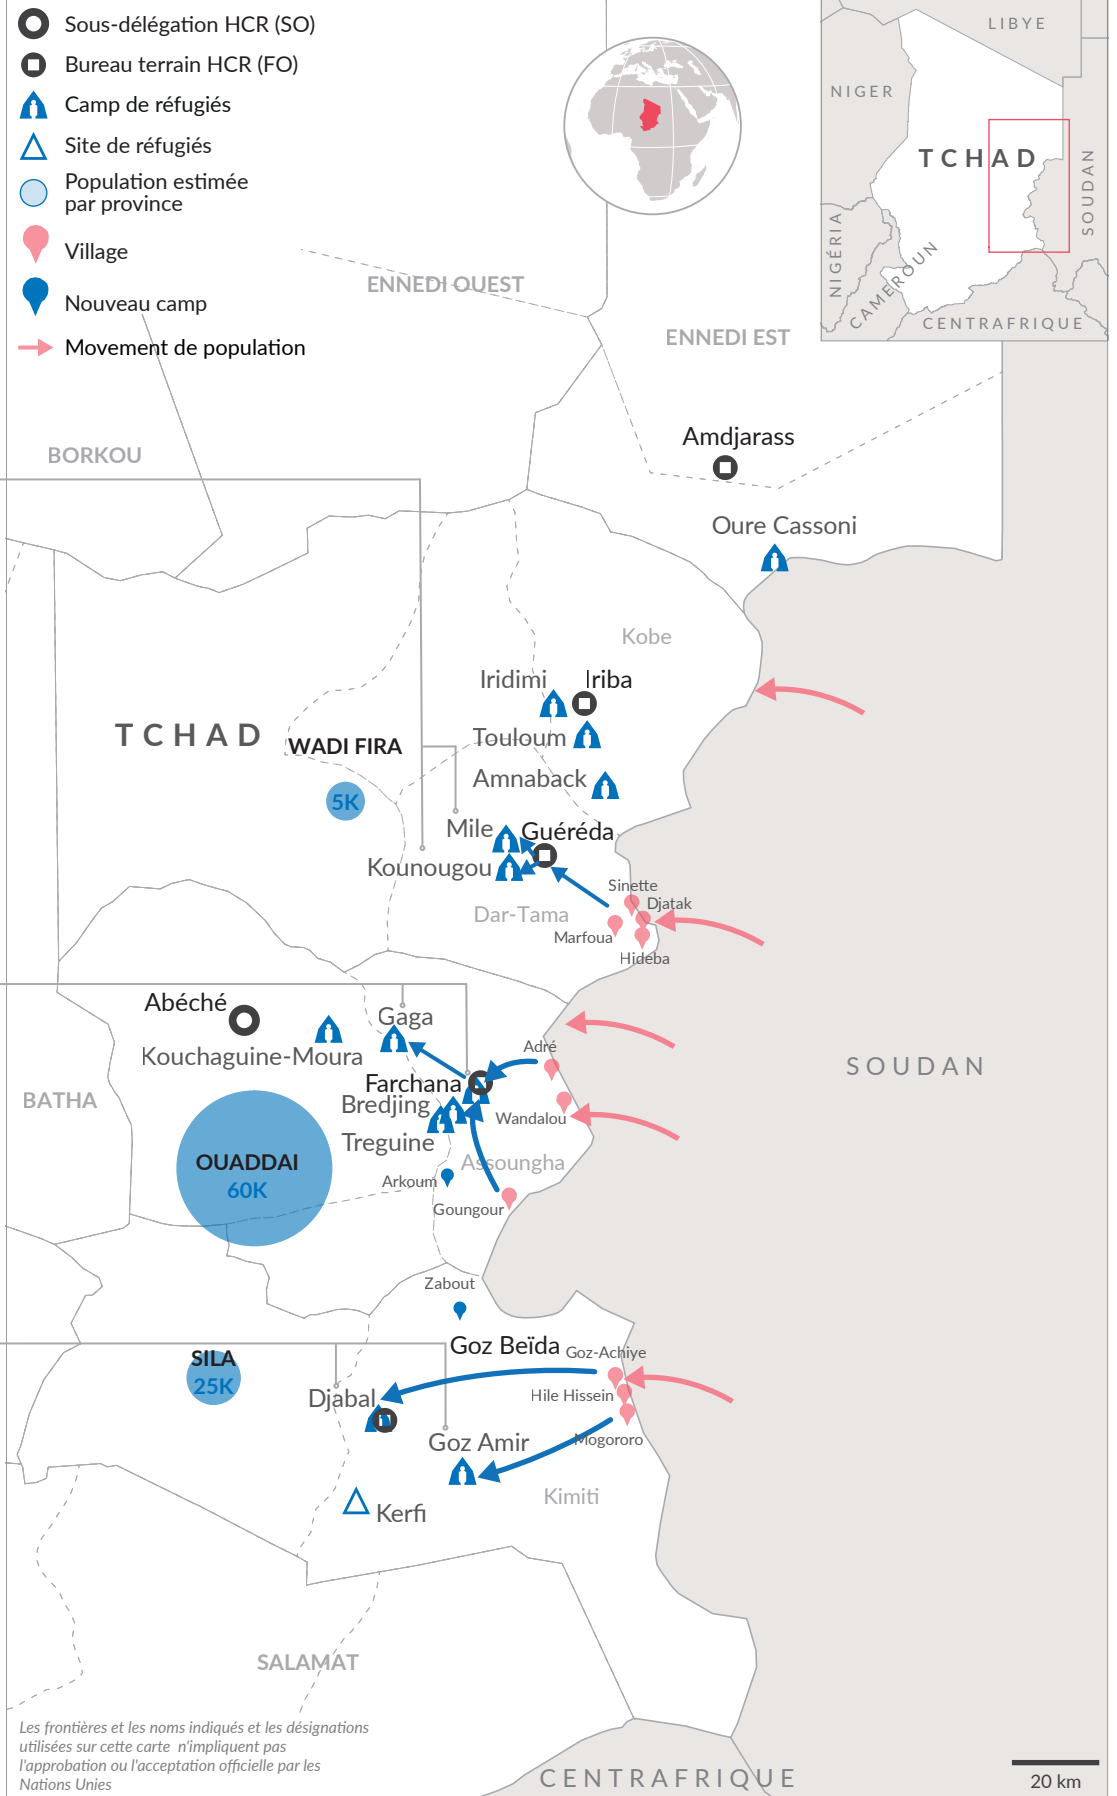 Sous-délégation HCR (SO)
Bureau terrain HCR (FO)
Camp de réfugiés
Site de réfugiés
Population estimée
par province
Village
Nouveau camp
Movement de population
LIBYE
NIGER
TCHAD
SOUDAN
NIGÉRIA
CAMEROUN
CENTRAFRIQUE
ENNEDI OUEST
ENNEDI EST
BORKOU
Amdjarass
Oure Cassoni
Kobe
Iridimi
Iriba
TCHAD
WADI FIRA
Touloum
5K
Amnaback
Mile
Guéréda
Kounougou
Sinette
Djatak
Dar-Tama
Marfoua
Hideba
Abéché
Gaga
Kouchaguine-Moura
Adré
SOUDAN
Farchana
BATHA
Bredjing
Wandalou
Treguine
OUADDAI
60K
Assoungha
Arkoum
Goungour
Zabout
Goz Beïda
Goz-Achiye
SILA
25K
Djabal
Hile Hissein
Goz Amir
Mogororo
Kimiti
Kerfi
SALAMAT
Les frontières et les noms indiqués et les désignations
utilisées sur cette carte n'impliquent pas
l'approbation ou l'acceptation officielle par les
Nations Unies
CENTRAFRIQUE
20 km